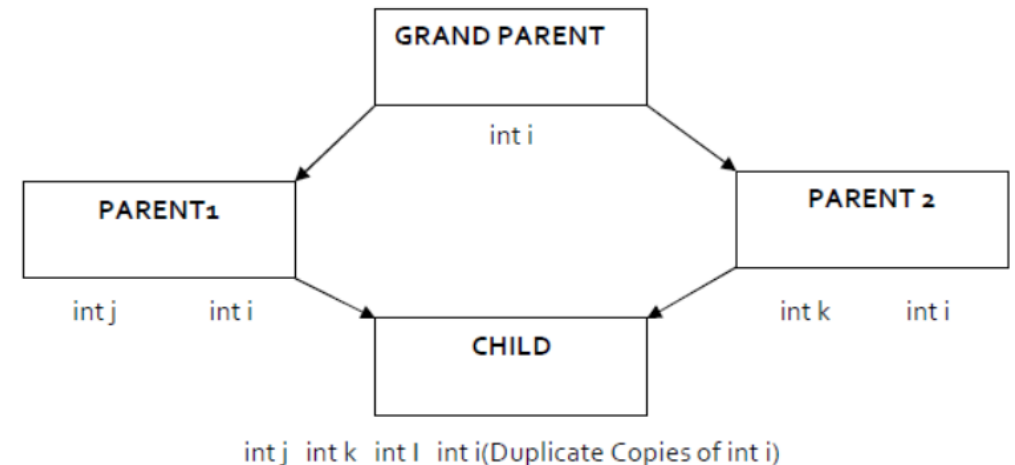 GRAND PARENT
int i
PARENT1
PARENT 2
int j int i
int k int i
CHILD
int j int k int l int i(Duplicate Copies of int i)